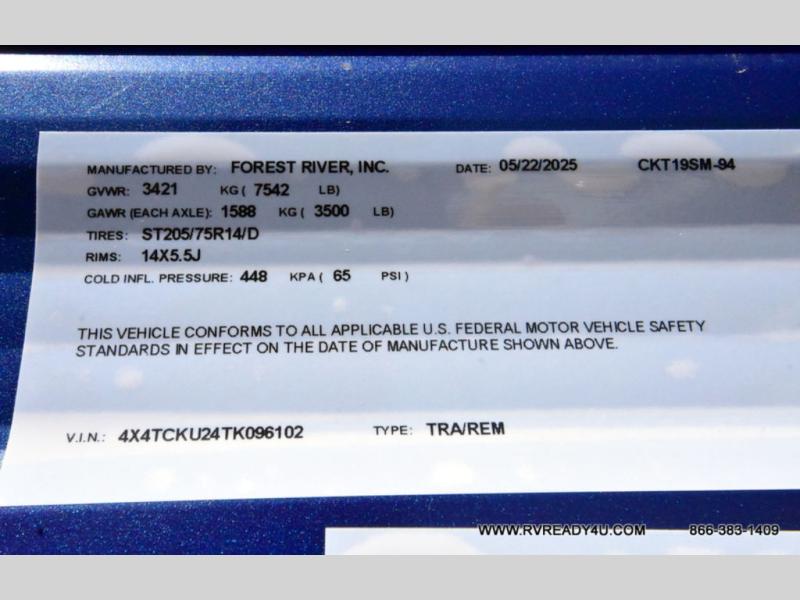 MANUFACTURED BY: FOREST RIVER, INC. DATE: 05/22/2025 CKT19SM-94
GVWR: 3421 KG ( 7542 LB)
GAWR (EACH AXLE): 1588 KG ( 3500 LB)
TIRES: ST205/75R14/D
RIMS: 14X5.5J
COLD INFL. PRESSURE: 448 KPA ( 65 PSI )
THIS VEHICLE CONFORMS TO ALL APPLICABLE U.S. FEDERAL MOTOR VEHICLE SAFETY
STANDARDS IN EFFECT ON THE DATE OF MANUFACTURE SHOWN ABOVE.
V.I.N.: 4X4TCKU24TK096102 TYPE: TRA/REM
WWW.RVREADY4U.COM 866-383-1409